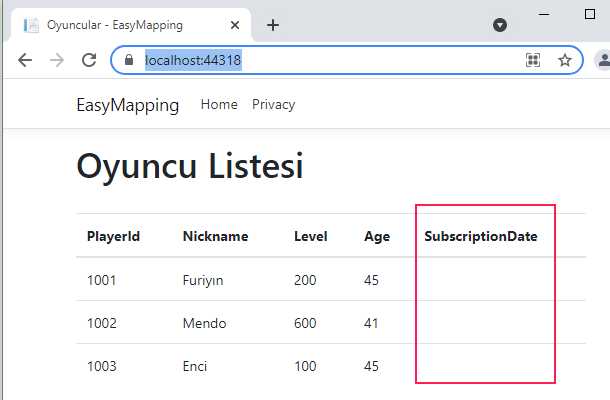 Oyuncular - EasyMapping
localhost:44318
EasyMapping Home Privacy
Oyuncu Listesi
PlayerId Nickname Level Age SubscriptionDate
1001 Furiyın 200 45
1002 Mendo 600 41
1003 Enci 100 45